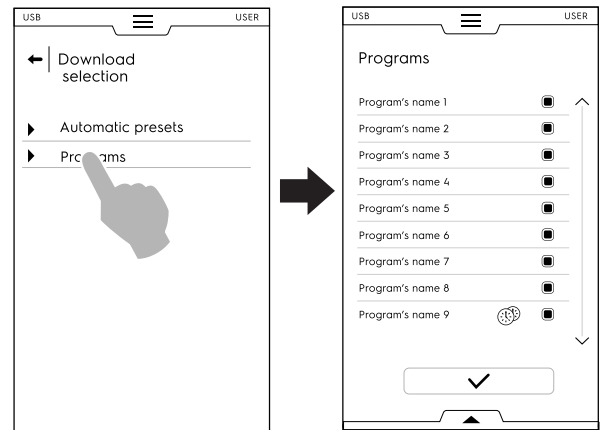 USB USER
Download
selection
Automatic presets
Programs
USB USER
Programs
Program's name 1
Program's name 2
Program's name 3
Program's name 4
Program's name 5
Program's name 6
Program's name 7
Program's name 8
Program's name 9